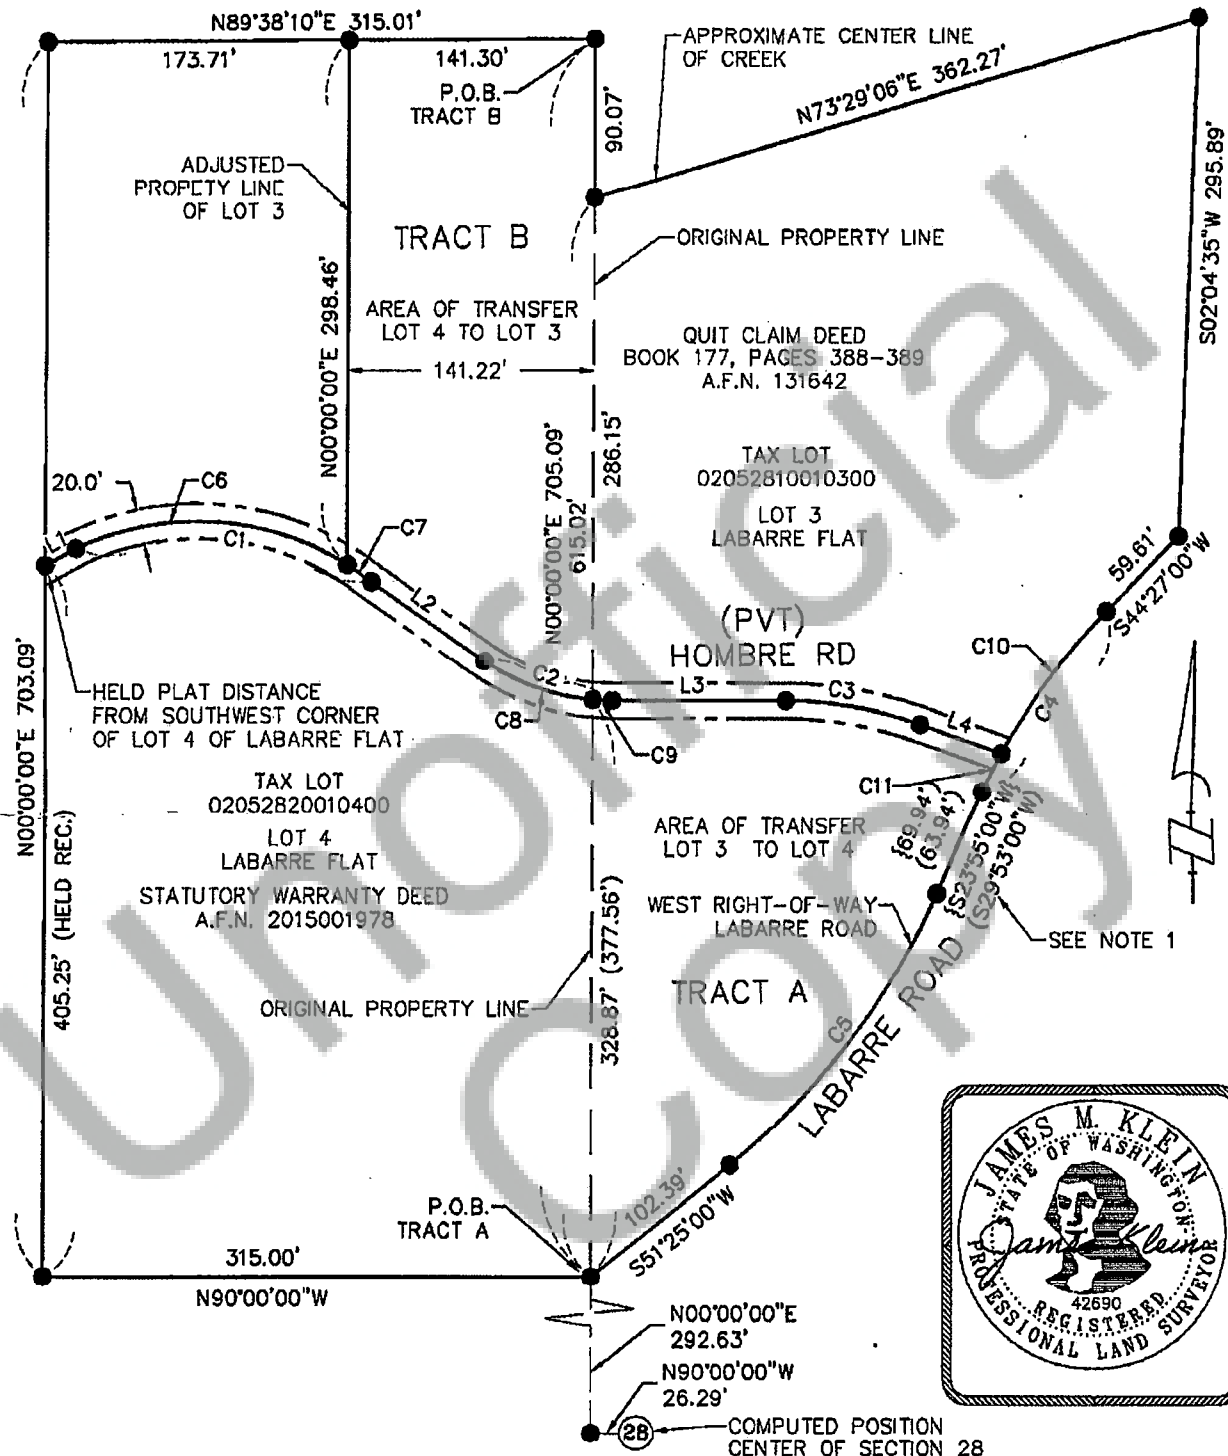 N89°38'10"E 315.01'
173.71'
141.30'
P.O.B.
TRACT B
90.07'
APPROXIMATE CENTER LINE
OF CREEK
N73°29'06"E 362.27'
S02°04'35"W 295.89'
ADJUSTED
PROPETY LINE
OF LOT 3
TRACT B
ORIGINAL PROPERTY LINE
N00°00'00"E 298.46'
AREA OF TRANSFER
LOT 4 TO LOT 3
141.22'
QUIT CLAIM DEED
BOOK 177, PAGES 388-389
A.F.N. 131642
286.15'
N00°00'00"E 705.09'
615.02'
TAX LOT
02052810010300
LOT 3
LABARRE FLAT
20.0'
C6
L1
C1
C7
L2
59.61'
S44°27'00"W
(PVT)
HOMBRE RD
C10
C2
L3
C3
C4
L4
C8
C9
C11
HELD PLAT DISTANCE
FROM SOUTHWEST CORNER
OF LOT 4 OF LABARRE FLAT
N00°00'00"E 703.09'
405.25' (HELD REC.)
TAX LOT
02052820010400
LOT 4
LABARRE FLAT
STATUTORY WARRANTY DEED
A.F.N. 2015001978
AREA OF TRANSFER
LOT 3 TO LOT 4
{69.94'}
(63.94')
{S23°55'00"W}
(S29°53'00"W)
WEST RIGHT-OF-WAY
LABARRE ROAD
SEE NOTE 1
ORIGINAL PROPERTY LINE
328.87' (377.56')
TRACT A
C5
LABARRE ROAD
P.O.B.
TRACT A
102.39'
S51°25'00"W
315.00'
N90°00'00"W
N00°00'00"E
292.63'
N90°00'00"W
26.29'
28
COMPUTED POSITION
CENTER OF SECTION 28
JAMES M. KLEIN
STATE OF WASHINGTON
James Klein
42690
REGISTERED
PROFESSIONAL LAND SURVEYOR
Unofficial
Copy